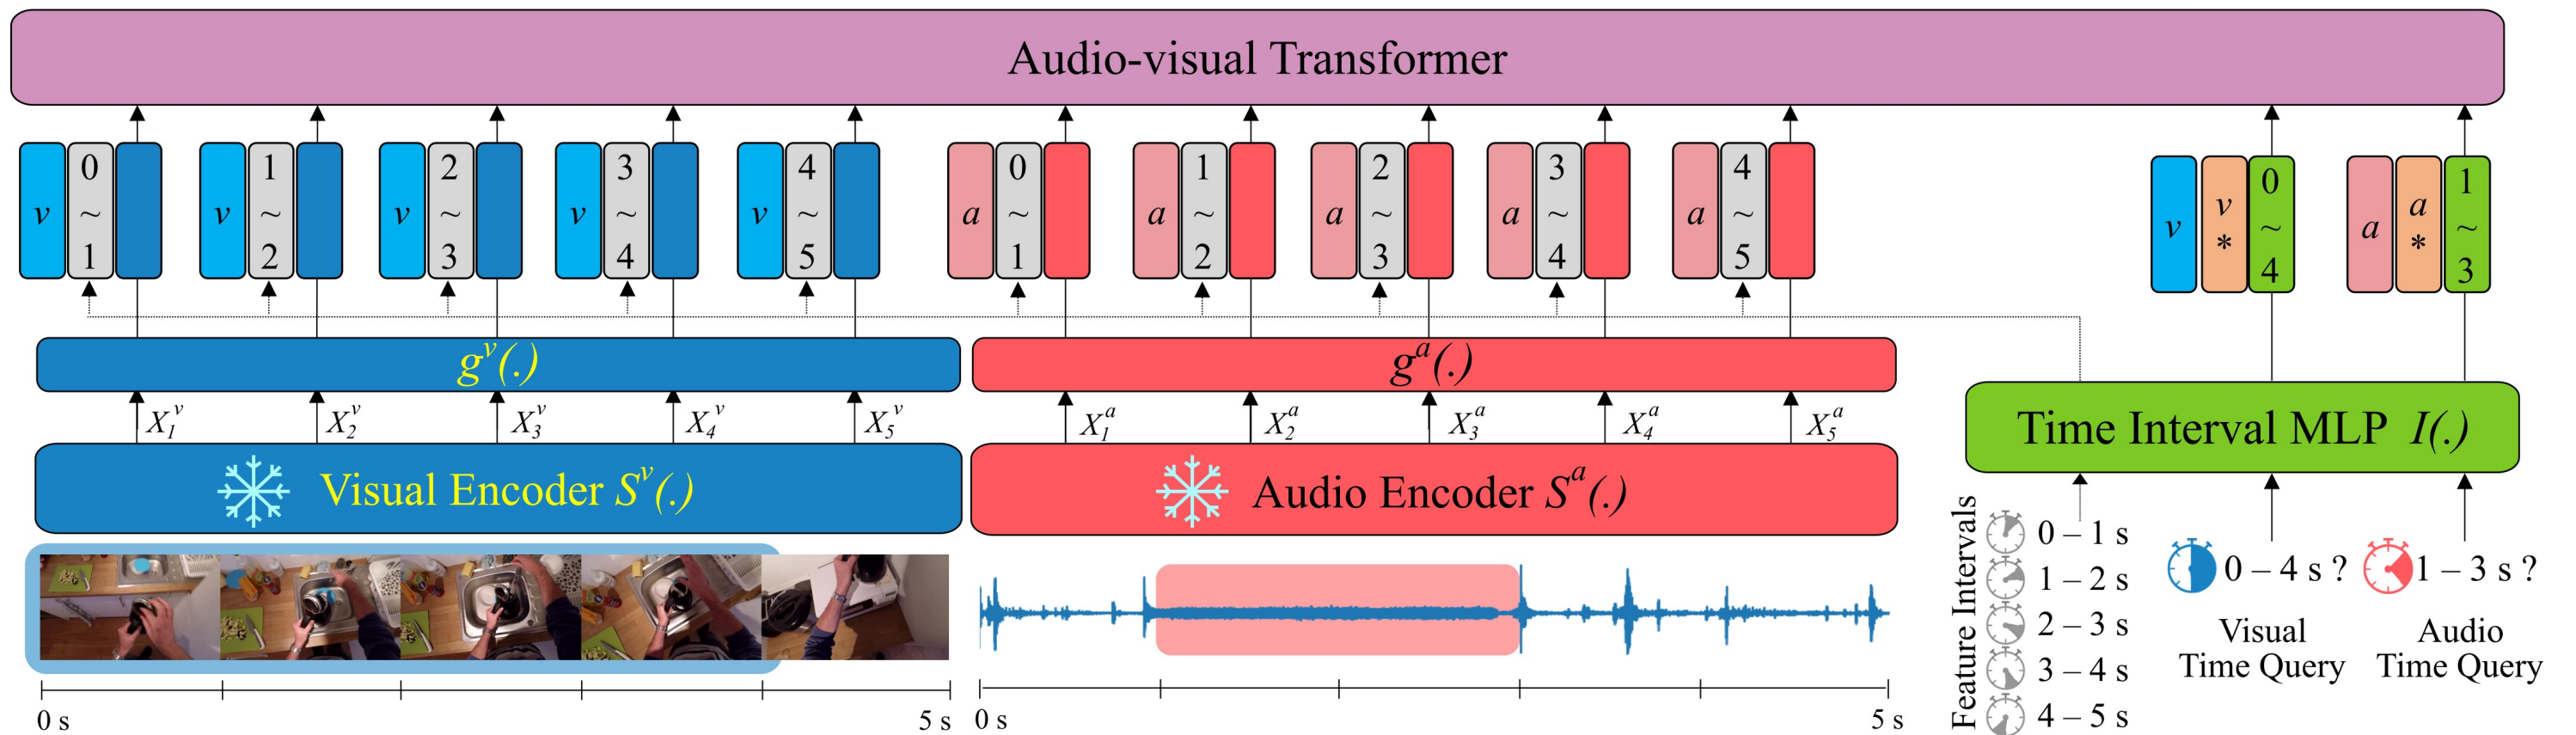 Audio-visual Transformer
v 0 ~ 1
v 1 ~ 2
v 2 ~ 3
v 3 ~ 4
v 4 ~ 5
a 0 ~ 1
a 1 ~ 2
a 2 ~ 3
a 3 ~ 4
a 4 ~ 5
v v* 0 ~ 4
a a* 1 ~ 3
g^v(.)
g^a(.)
X_1^v X_2^v X_3^v X_4^v X_5^v
X_1^a X_2^a X_3^a X_4^a X_5^a
Visual Encoder S^v(.)
Audio Encoder S^a(.)
Time Interval MLP I(.)
Feature Intervals
0 – 1 s
1 – 2 s
2 – 3 s
3 – 4 s
4 – 5 s
0 – 4 s ?
Visual
Time Query
1 – 3 s ?
Audio
Time Query
0 s
5 s
0 s
5 s